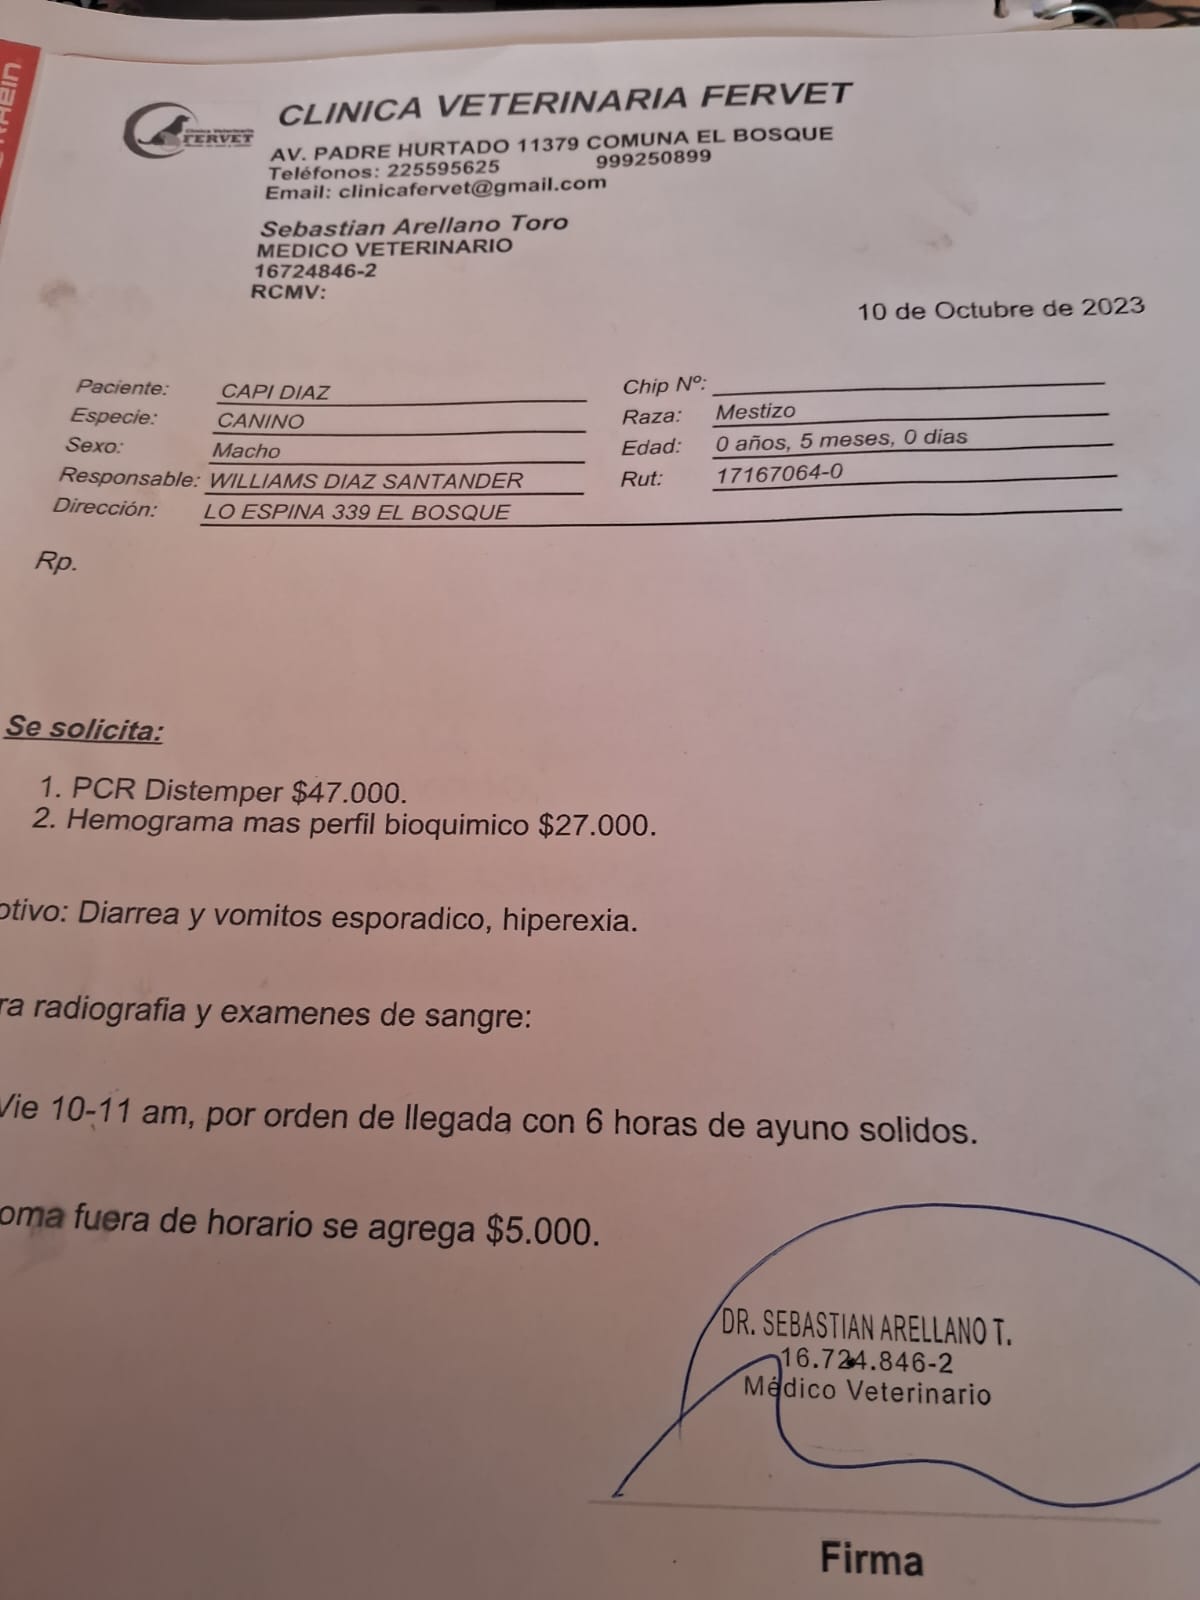 CLINICA VETERINARIA FERVET
FERVET
AV. PADRE HURTADO 11379 COMUNA EL BOSQUE
Teléfonos: 225595625 999250899
Email: clinicafervet@gmail.com
Sebastian Arellano Toro
MEDICO VETERINARIO
16724846-2
RCMV:
10 de Octubre de 2023
Paciente: CAPI DIAZ Chip Nº:
Especie: CANINO Raza: Mestizo
Sexo: Macho Edad: 0 años, 5 meses, 0 dias
Responsable: WILLIAMS DIAZ SANTANDER Rut: 17167064-0
Dirección: LO ESPINA 339 EL BOSQUE
Rp.
Se solicita:
1. PCR Distemper $47.000.
2. Hemograma mas perfil bioquimico $27.000.
otivo: Diarrea y vomitos esporadico, hiperexia.
ra radiografia y examenes de sangre:
Vie 10-11 am, por orden de llegada con 6 horas de ayuno solidos.
oma fuera de horario se agrega $5.000.
DR. SEBASTIAN ARELLANO T.
16.724.846-2
Médico Veterinario
Firma